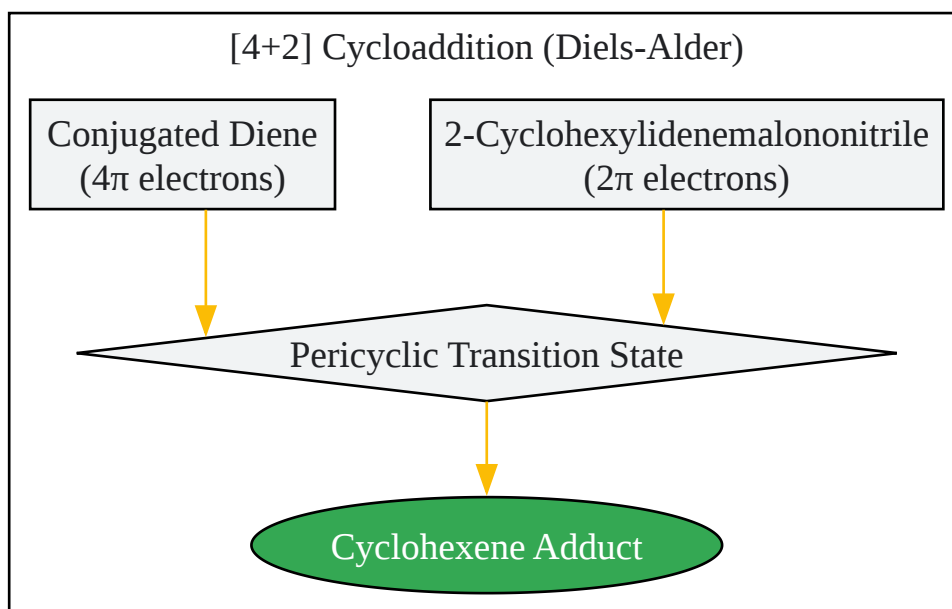 [4+2] Cycloaddition (Diels-Alder)
Conjugated Diene
(4π electrons)
2-Cyclohexylidenemalononitrile
(2π electrons)
Pericyclic Transition State
Cyclohexene Adduct